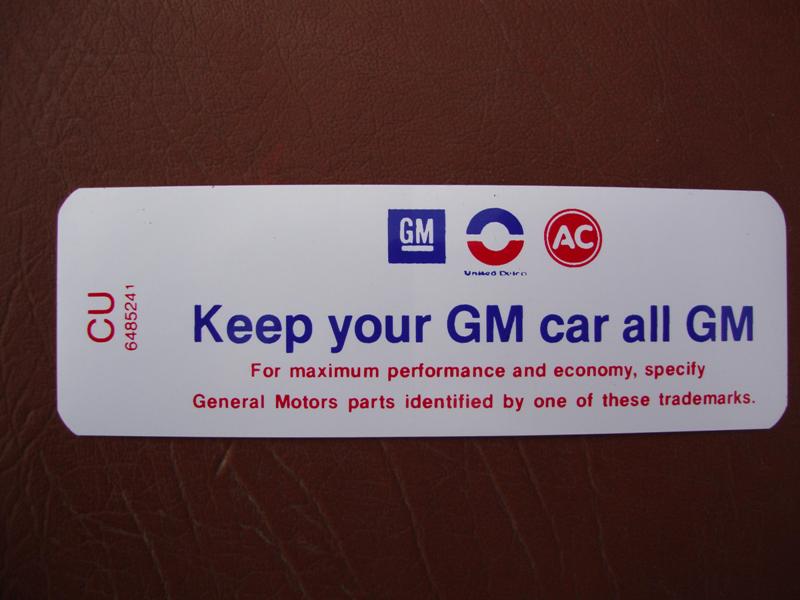 GM
AC
United Delco
CU
6485241
Keep your GM car all GM
For maximum performance and economy, specify
General Motors parts identified by one of these trademarks.